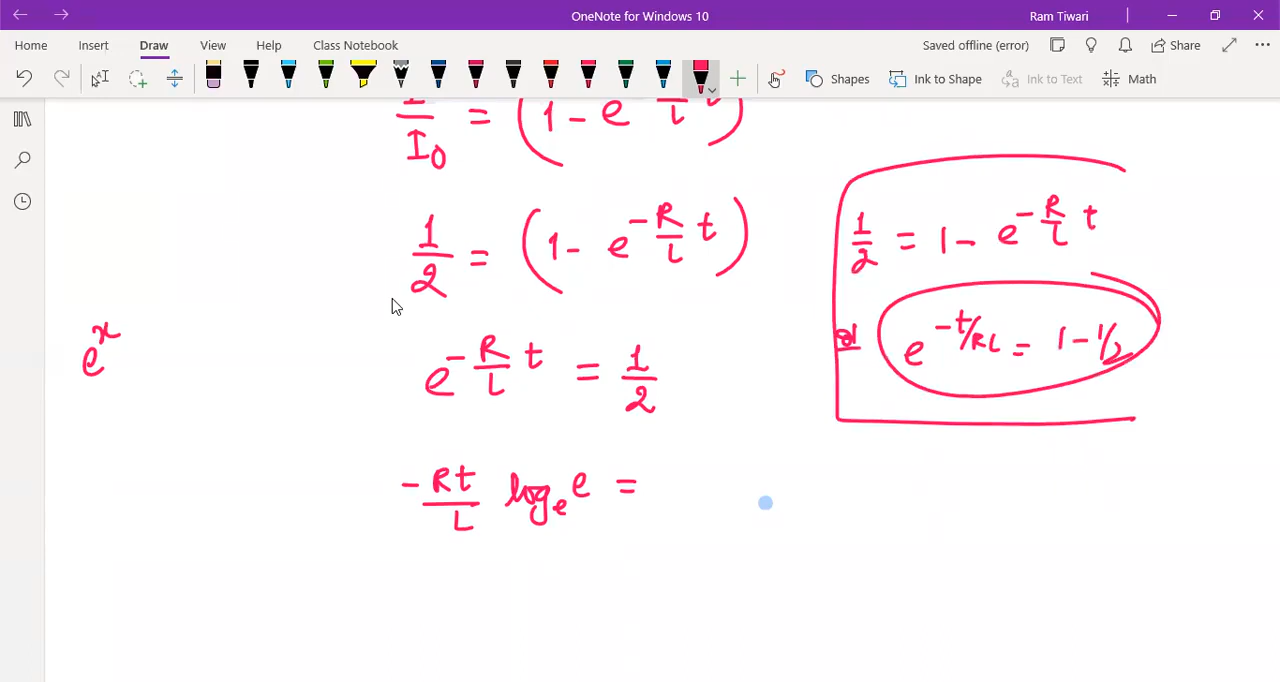 OneNote for Windows 10
Ram Tiwari
Home Insert Draw View Help Class Notebook
Saved offline (error) Share
Shapes Ink to Shape Ink to Text Math
I/I0 = (1 - e^-R/L t)
1/2 = (1 - e^-R/L t)
e^x
e^-R/L t = 1/2
-Rt/L log_e e =
1/2 = 1 - e^-R/L t
e^-t/RL = 1 - 1/2